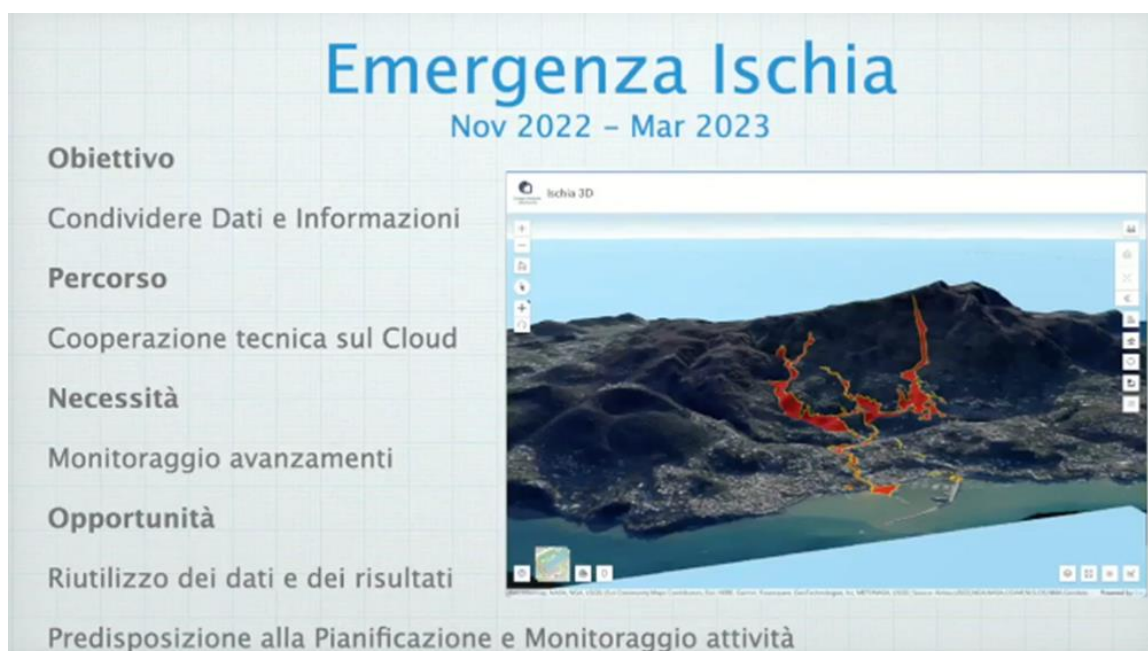 Emergenza Ischia
Nov 2022 – Mar 2023
Obiettivo
Condividere Dati e Informazioni
Percorso
Cooperazione tecnica sul Cloud
Necessità
Monitoraggio avanzamenti
Opportunità
Riutilizzo dei dati e dei risultati
Predisposizione alla Pianificazione e Monitoraggio attività
Ischia 3D